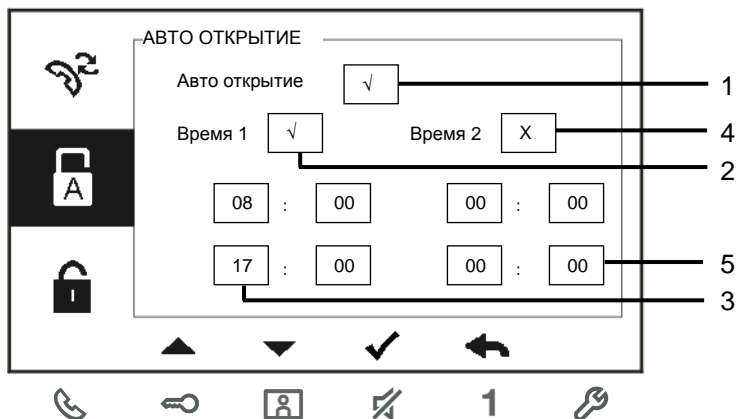 АВТО ОТКРЫТИЕ
Авто открытие √ 1
Время 1 √ Время 2 X 4
2
A
08 : 00 00 : 00
17 : 00 00 : 00 5
3
1